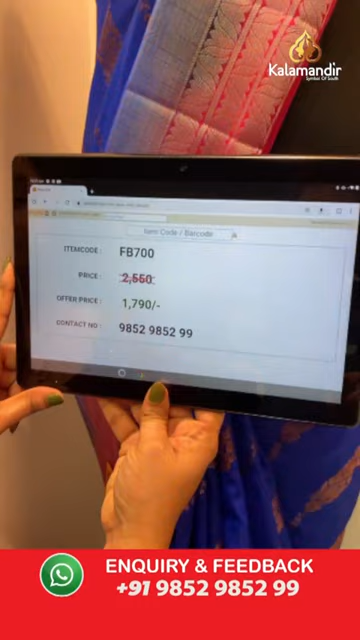 Kalamandir
Symbol Of South
Item Code / Barcode
ITEMCODE : FB700
PRICE : 2,550
OFFER PRICE : 1,790/-
CONTACT NO : 9852 9852 99
ENQUIRY & FEEDBACK
+91 9852 9852 99